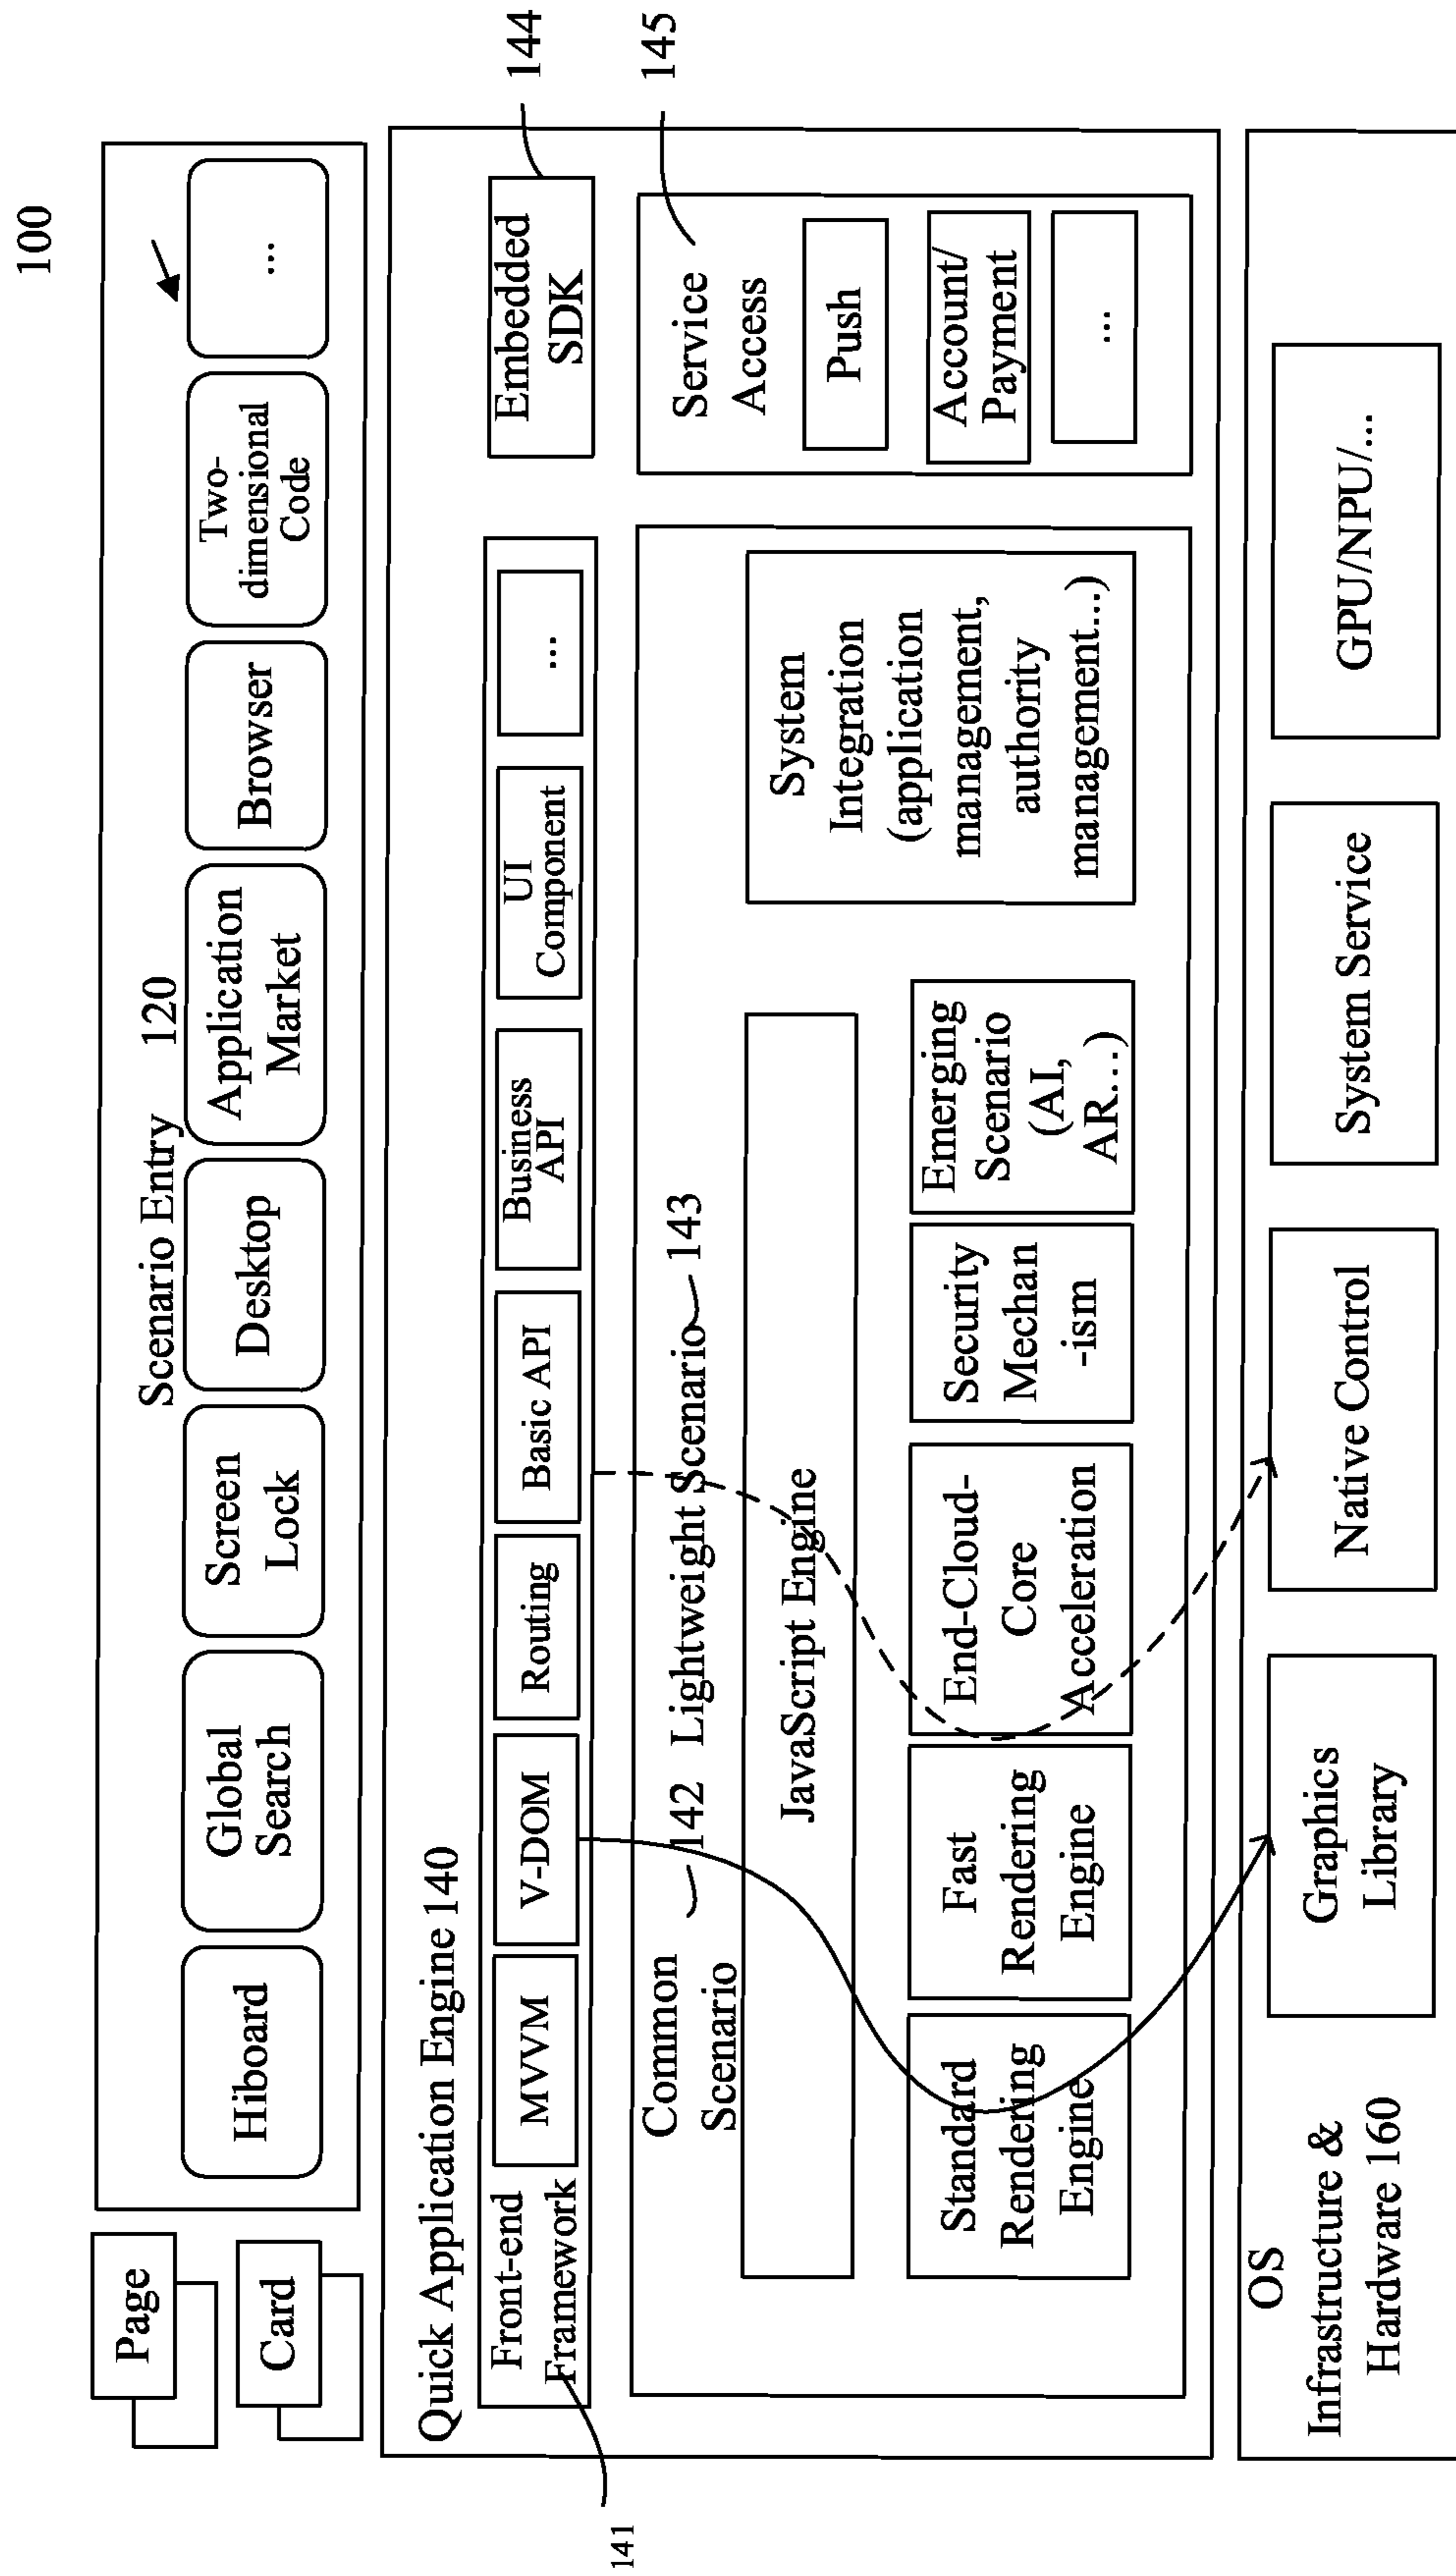 100
Page
Card
Scenario Entry 120
Hiboard
Global
Search
Screen
Lock
Desktop
Application
Market
Browser
Two-
dimensional
Code
...
Quick Application Engine 140
Front-end
Framework
141
MVVM
V-DOM
Routing
Basic API
Business
API
UI
Component
...
Embedded
SDK
144
Common
Scenario
142
Lightweight Scenario
143
JavaScript Engine
Standard
Rendering
Engine
Fast
Rendering
Engine
End-Cloud-
Core
Acceleration
Security
Mechan
-ism
Emerging
Scenario
(AI,
AR...)
System
Integration
(application
management,
authority
management...)
Service
Access
145
Push
Account/
Payment
...
OS
Infrastructure &
Hardware 160
Graphics
Library
Native Control
System Service
GPU/NPU/...